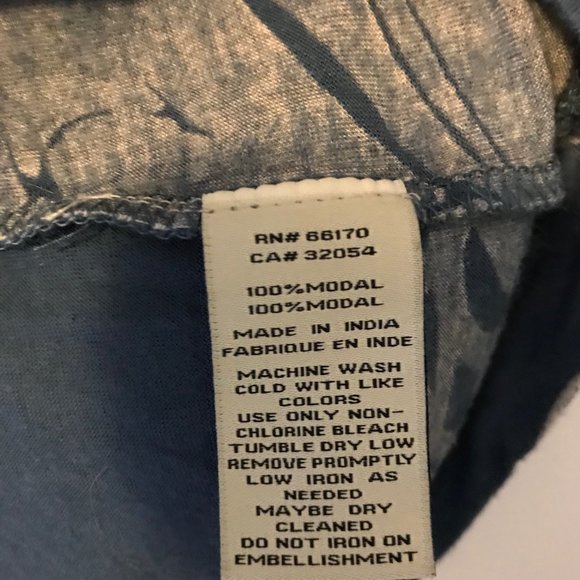 RN# 66170
CA# 32054
100%MODAL
100%MODAL
MADE IN INDIA
FABRIQUE EN INDE
MACHINE WASH
COLD WITH LIKE
COLORS
USE ONLY NON-
CHLORINE BLEACH
TUMBLE DRY LOW
REMOVE PROMPTLY
LOW IRON AS
NEEDED
MAYBE DRY
CLEANED
DO NOT IRON ON
EMBELLISHMENT